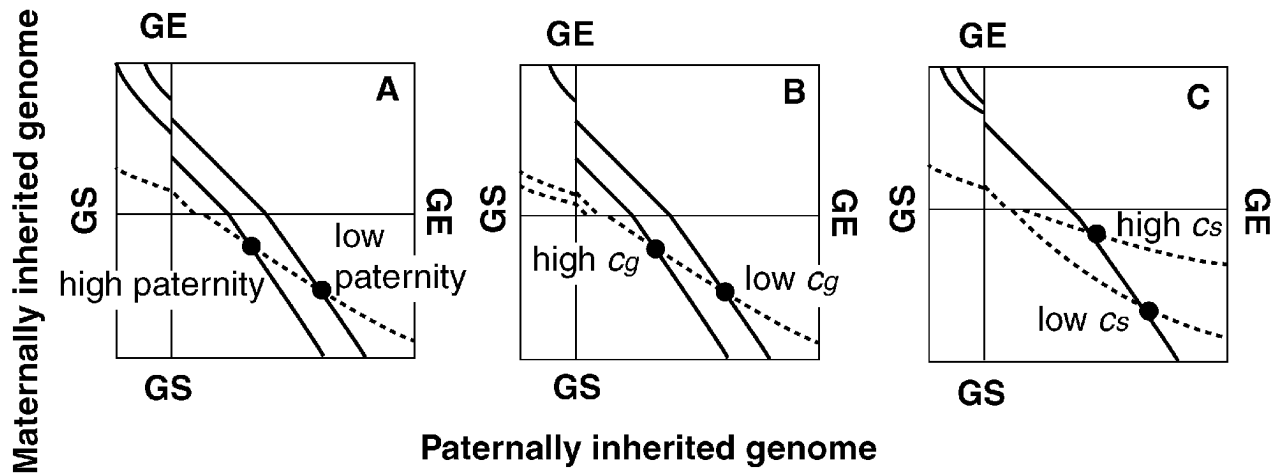 Maternally inherited genome
GE
A
GS
GE
low
paternity
high paternity
GS
GE
B
GS
GE
high cg
low cg
GS
GE
C
GS
GE
high cs
low cs
GS
Paternally inherited genome